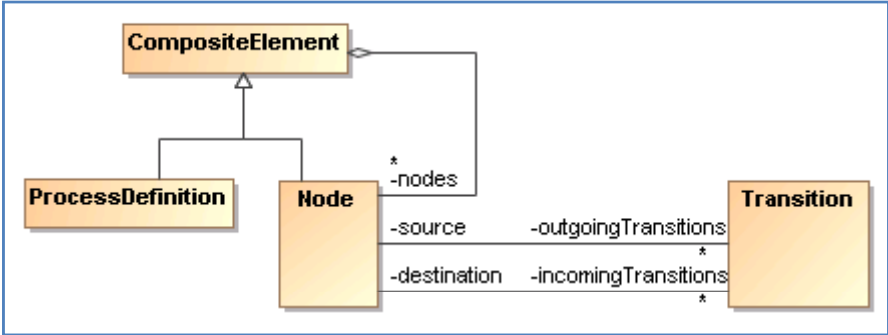 CompositeElement
*
-nodes
ProcessDefinition
Node
Transition
-source
-outgoingTransitions
*
-destination
-incomingTransitions
*